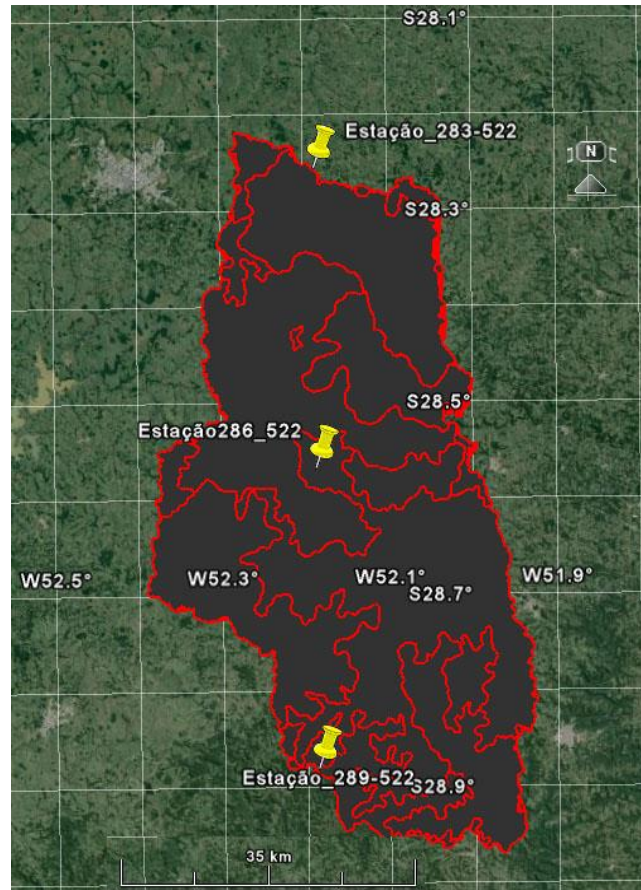 S28.1°
Estação_283-522
N
S28.3°
S28.5°
Estação286_522
W52.5°
W52.3°
W52.1°
W51.9°
S28.7°
Estação_289-522
S28.9°
35 km